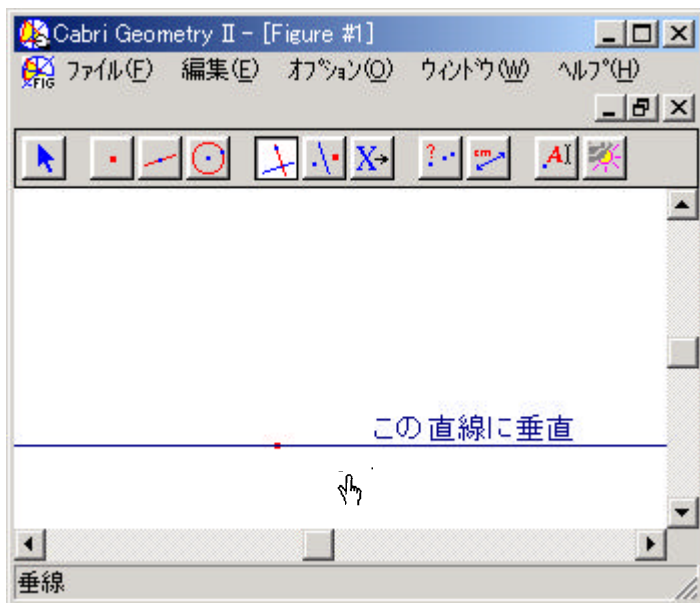 Cabri Geometry II - [Figure #1]
FIG ファイル(F) 編集(E) オプション(O) ウィンドウ(W) ヘルプ(H)
X ? cm A
この直線に垂直
垂線